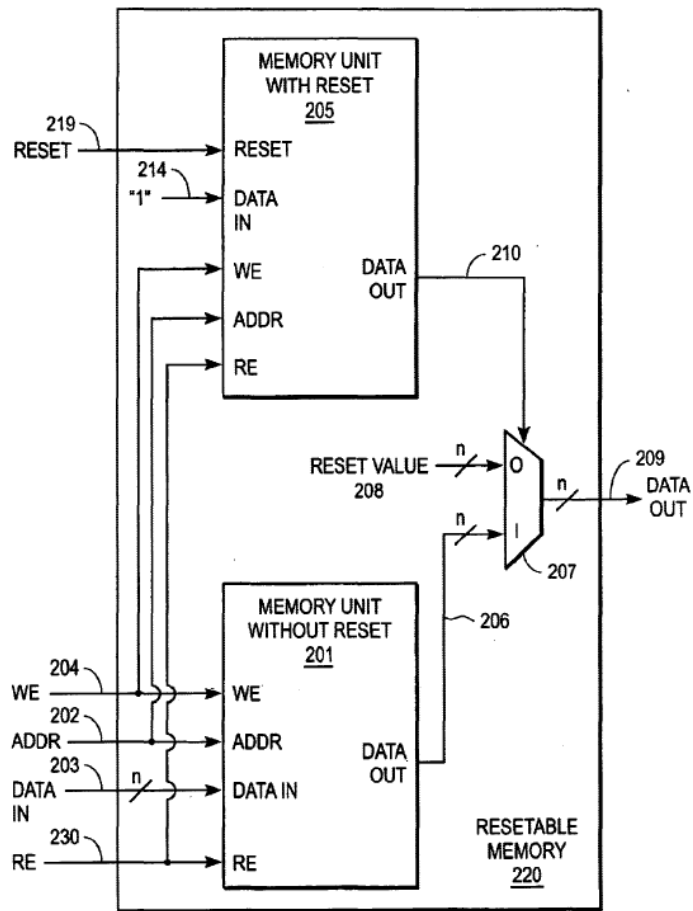 MEMORY UNIT
WITH RESET
205
219
RESET
RESET
214
"1"
DATA
IN
210
WE
DATA
OUT
ADDR
RE
n
RESET VALUE
208
O
n
209
DATA
OUT
n
I
207
MEMORY UNIT
WITHOUT RESET
201
206
204
WE
WE
202
ADDR
ADDR
DATA
OUT
203
n
DATA
IN
DATA IN
230
RE
RE
RESETABLE
MEMORY
220